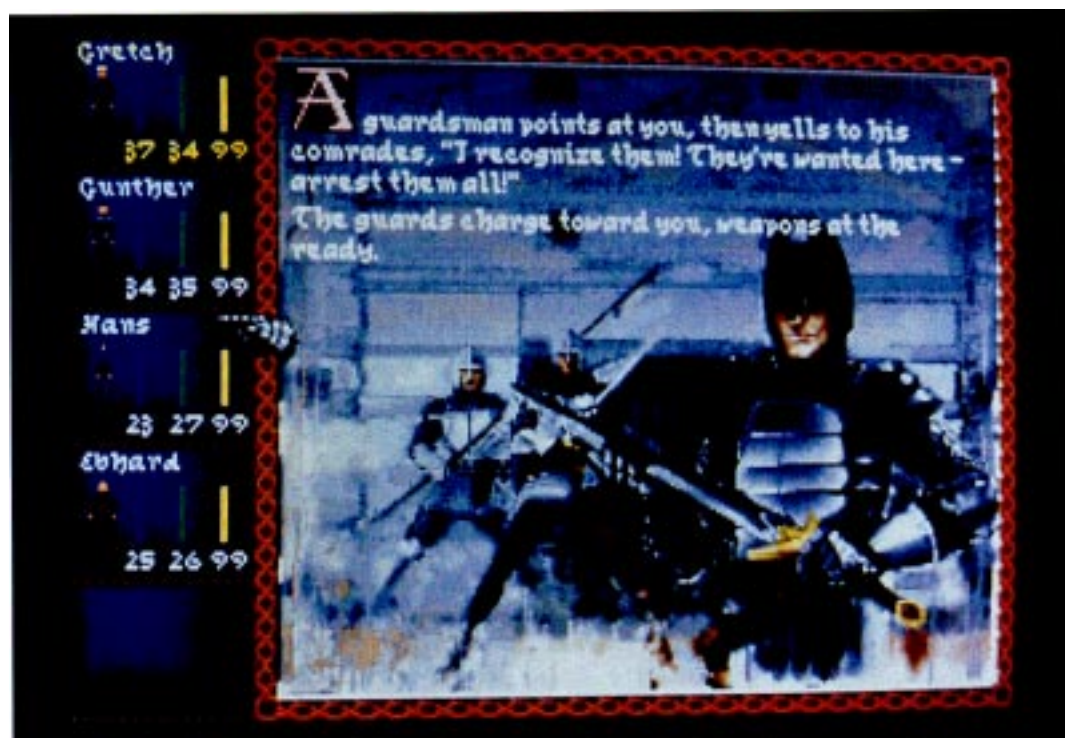 Gretch
37 34 99
Gunther
34 35 99
Hans
23 27 99
Ebhard
25 26 99
A guardsman points at you, then yells to his
comrades, "I recognize them! They're wanted here -
arrest them all!"
The guards charge toward you, weapons at the
ready.